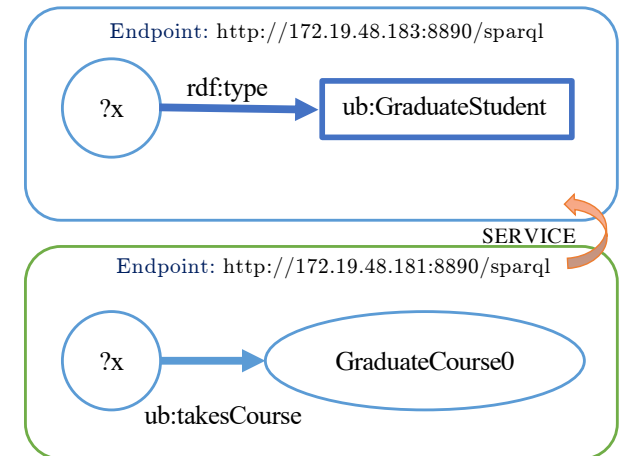 Endpoint: http://172.19.48.183:8890/sparql
rdf:type
?x
ub:GraduateStudent
SERVICE
Endpoint: http://172.19.48.181:8890/sparql
?x
GraduateCourse0
ub:takesCourse